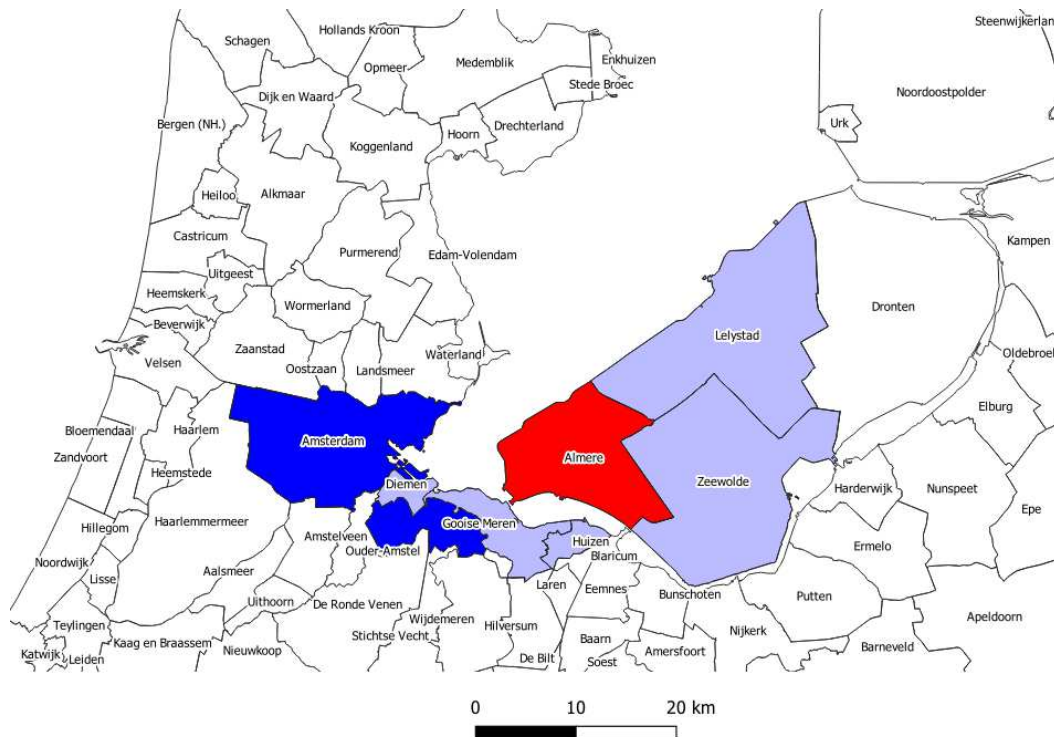 Steenwijkerland
Hollands Kroon
Schagen
Enkhuizen
Medemblik
Opmeer
Stede Broec
Noordoostpolder
Dijk en Waard
Bergen (NH.)
Urk
Drechterland
Hoorn
Koggenland
Heiloo
Alkmaar
Castricum
Kampen
Purmerend
Edam-Volendam
Uitgeest
Heemskerk
Wormerland
Dronten
Beverwijk
Lelystad
Zaanstad
Waterland
Oldebroek
Velsen
Oostzaan
Landsmeer
Haarlem
Elburg
Bloemendaal
Amsterdam
Zandvoort
Almere
Heemstede
Zeewolde
Diemen
Harderwijk
Nunspeet
Hillegom
Haarlemmermeer
Gooise Meren
Epe
Amstelveen
Huizen
Ermelo
Ouder-Amstel
Blaricum
Noordwijk
Lisse
Aalsmeer
Laren
Eemnes
Bunschoten
Putten
Uithoorn
De Ronde Venen
Wijdemeren
Apeldoorn
Teylingen
Hilversum
Stichtse Vecht
Nijkerk
Kaag en Braassem
Baarn
Barneveld
Nieuwkoop
Amersfoort
Katwijk
Leiden
De Bilt
Soest
0 10 20 km